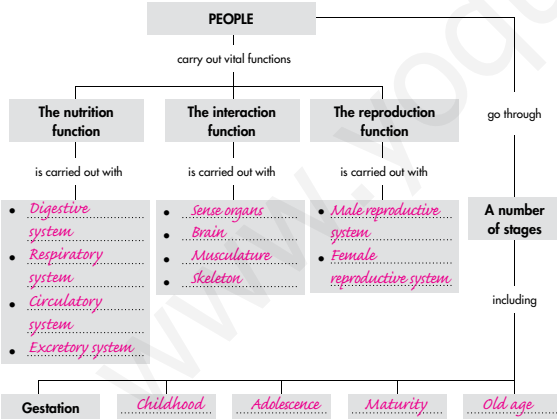 PEOPLE
carry out vital functions
The nutrition
function
The interaction
function
The reproduction
function
go through
is carried out with
is carried out with
is carried out with
• Digestive
system
• Respiratory
system
• Circulatory
system
• Excretory system
• Sense organs
• Brain
• Musculature
• Skeleton
• Male reproductive
system
• Female
reproductive system
A number
of stages
including
Gestation
Childhood
Adolescence
Maturity
Old age
www.yoqu